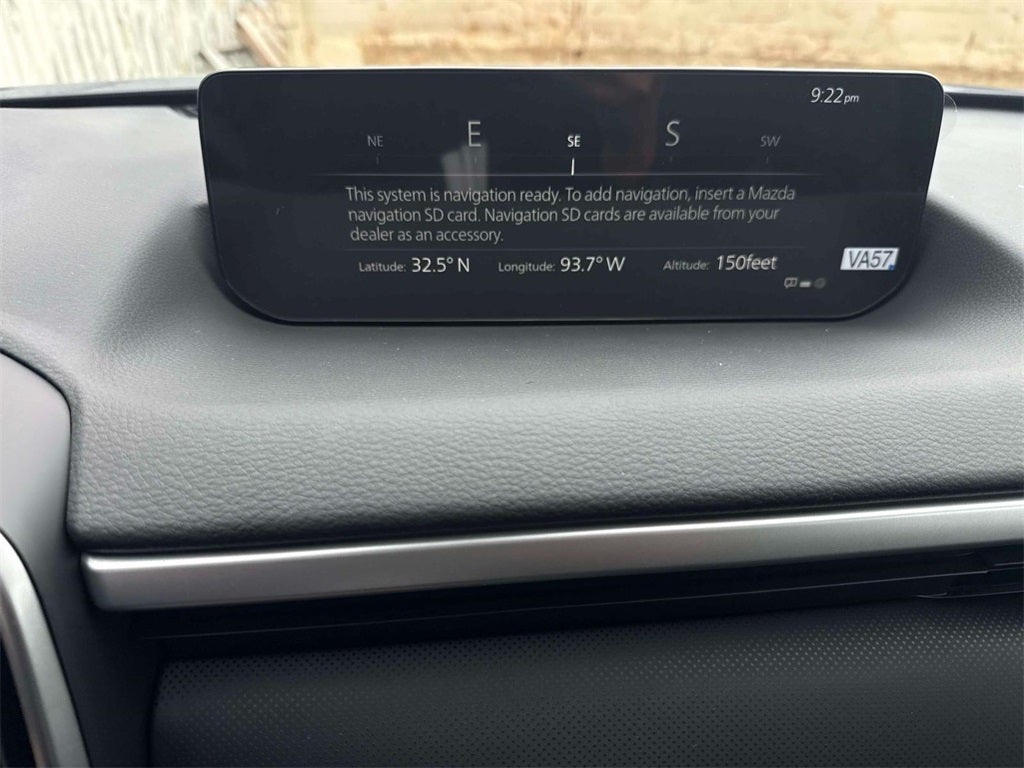 9:22pm
NE E SE S SW
This system is navigation ready. To add navigation, insert a Mazda
navigation SD card. Navigation SD cards are available from your
dealer as an accessory.
Latitude: 32.5° N Longitude: 93.7° W Altitude: 150feet
VA57